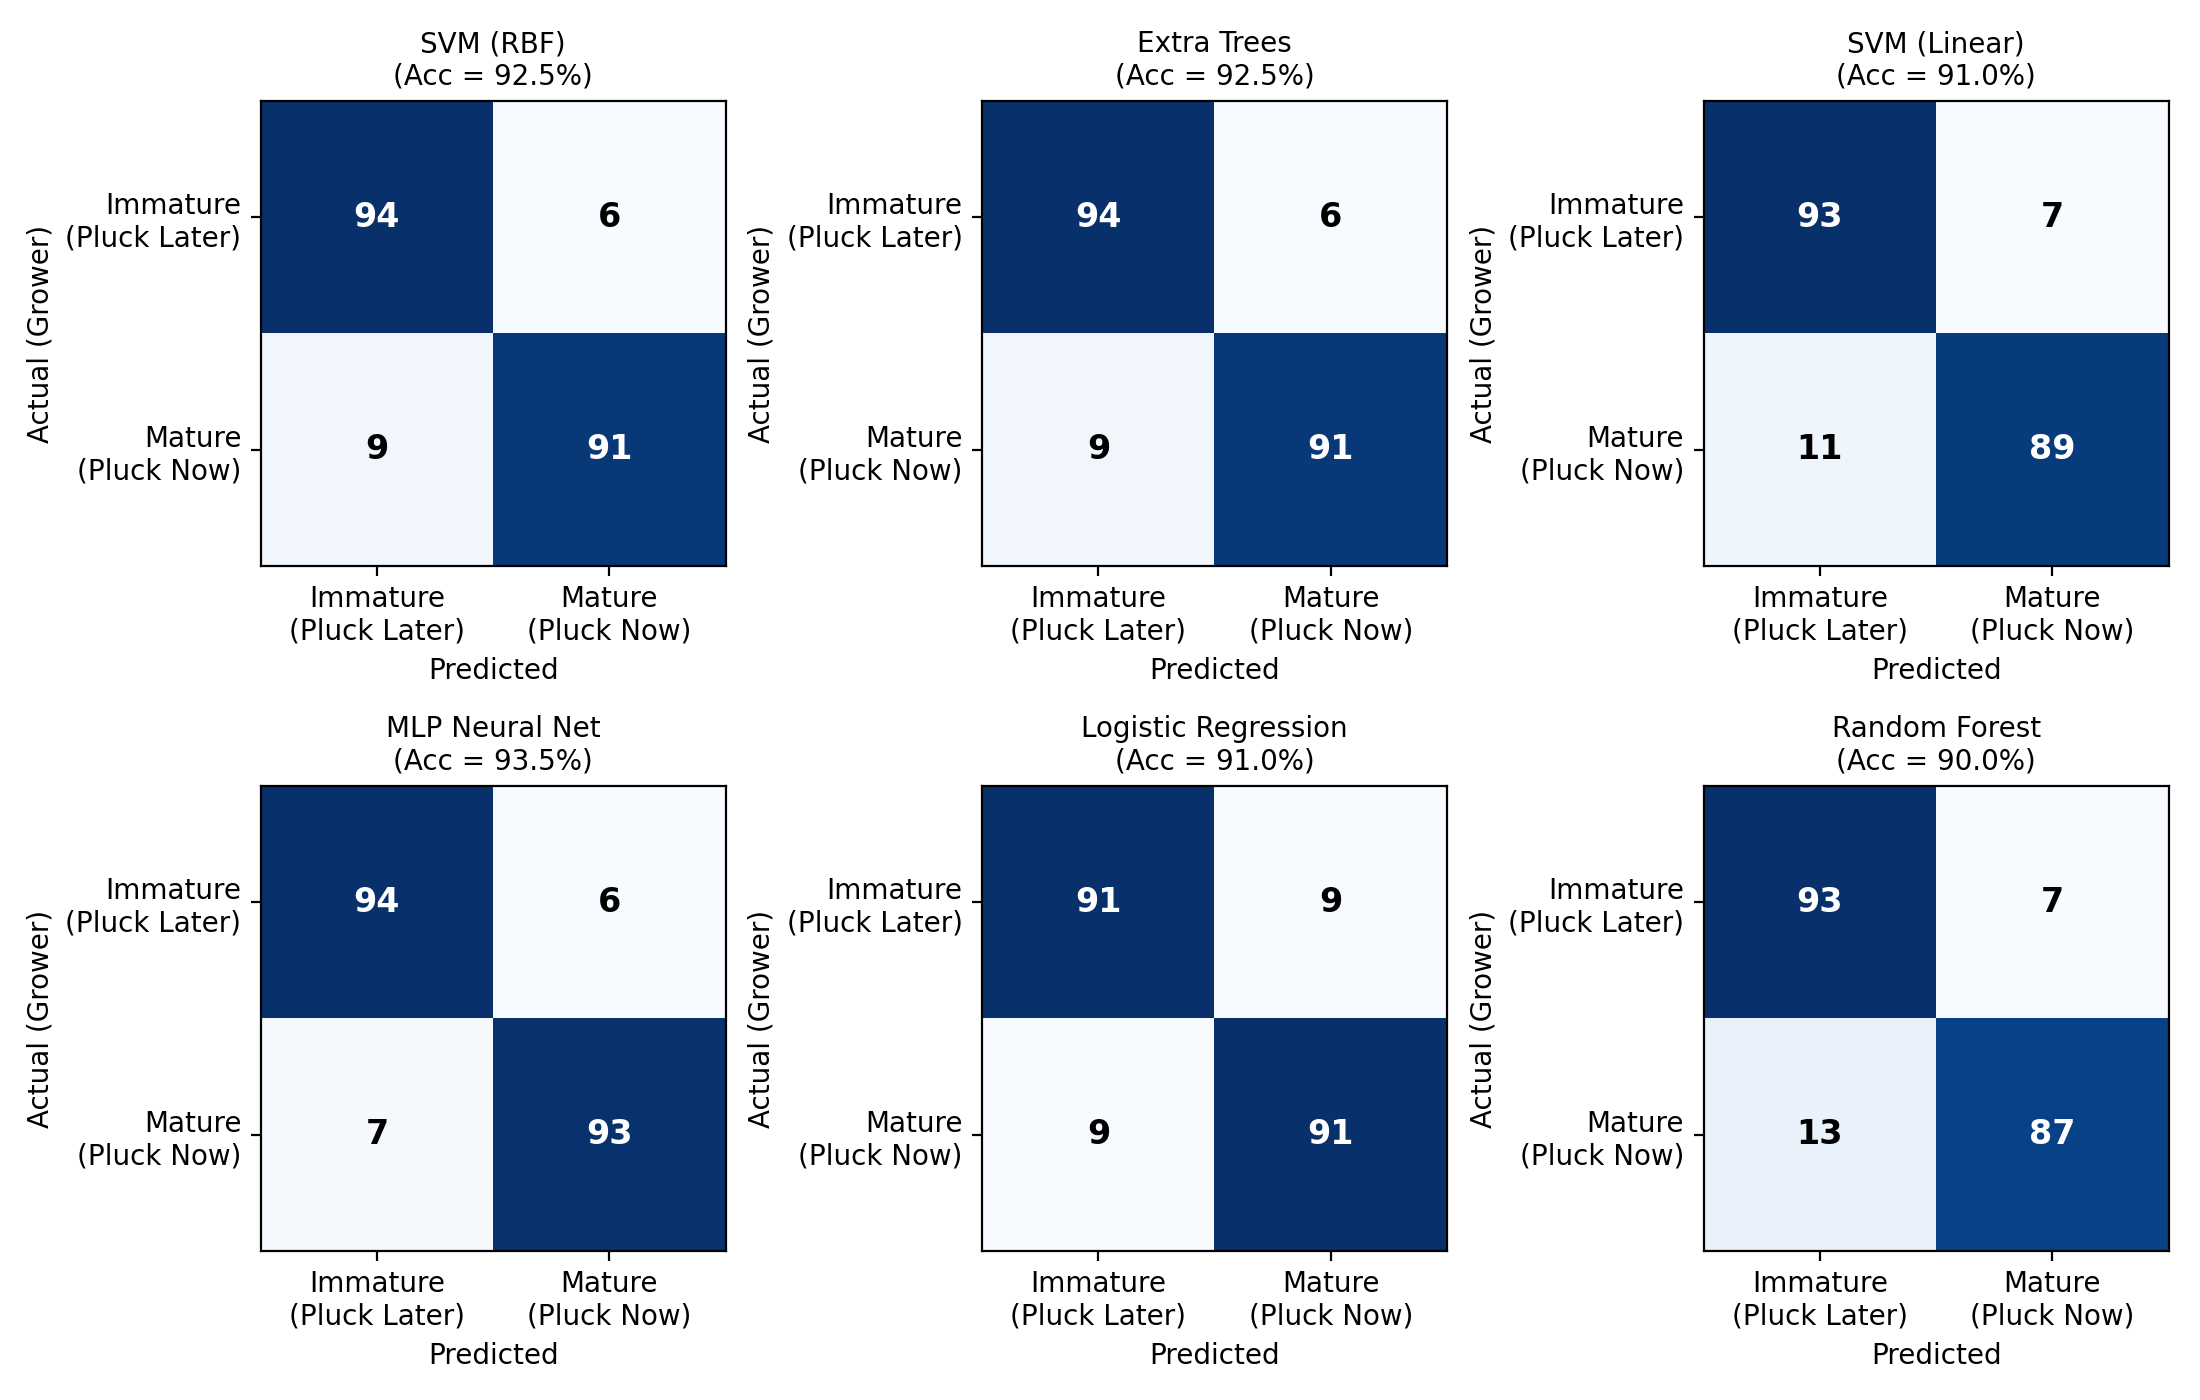 SVM (RBF)
(Acc = 92.5%)
Actual (Grower)
Immature
(Pluck Later)
94
6
Mature
(Pluck Now)
9
91
Immature
(Pluck Later)
Mature
(Pluck Now)
Predicted
Extra Trees
(Acc = 92.5%)
Actual (Grower)
Immature
(Pluck Later)
94
6
Mature
(Pluck Now)
9
91
Immature
(Pluck Later)
Mature
(Pluck Now)
Predicted
SVM (Linear)
(Acc = 91.0%)
Actual (Grower)
Immature
(Pluck Later)
93
7
Mature
(Pluck Now)
11
89
Immature
(Pluck Later)
Mature
(Pluck Now)
Predicted
MLP Neural Net
(Acc = 93.5%)
Actual (Grower)
Immature
(Pluck Later)
94
6
Mature
(Pluck Now)
7
93
Immature
(Pluck Later)
Mature
(Pluck Now)
Predicted
Logistic Regression
(Acc = 91.0%)
Actual (Grower)
Immature
(Pluck Later)
91
9
Mature
(Pluck Now)
9
91
Immature
(Pluck Later)
Mature
(Pluck Now)
Predicted
Random Forest
(Acc = 90.0%)
Actual (Grower)
Immature
(Pluck Later)
93
7
Mature
(Pluck Now)
13
87
Immature
(Pluck Later)
Mature
(Pluck Now)
Predicted